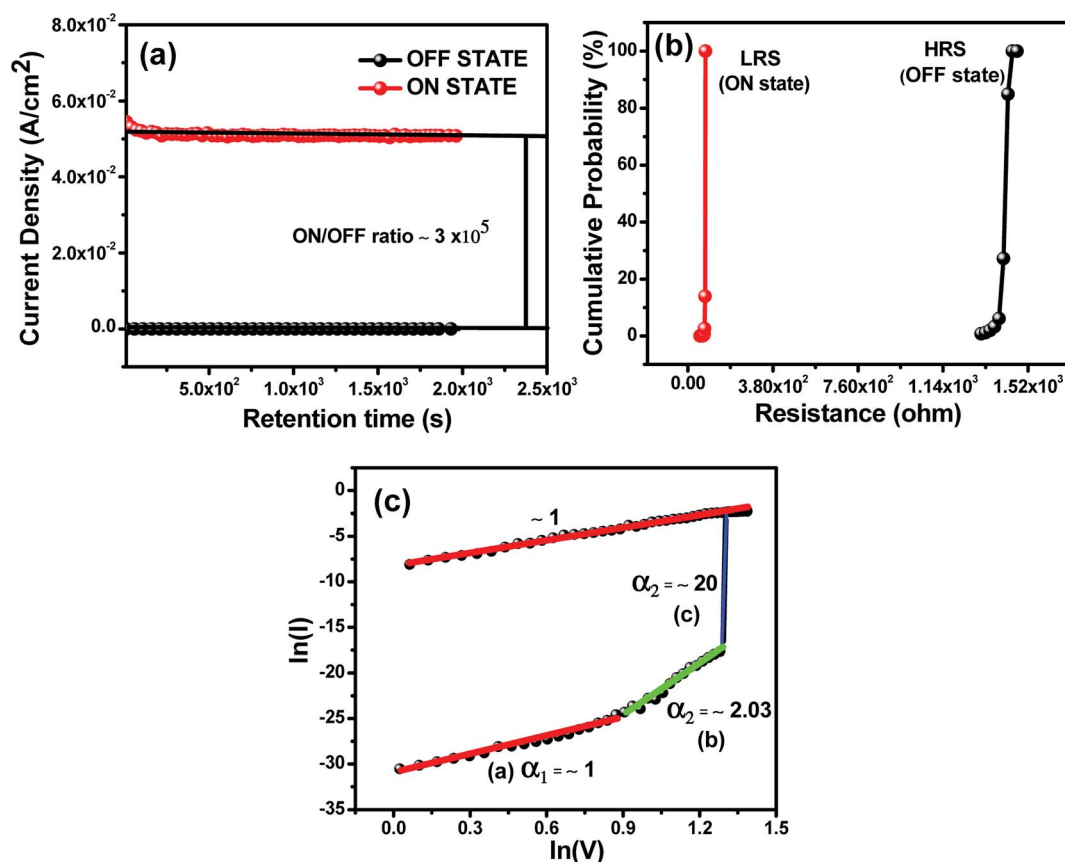 (a)
OFF STATE
ON STATE
ON/OFF ratio ~ 3 x10⁵
8.0x10⁻²
6.0x10⁻²
4.0x10⁻²
2.0x10⁻²
0.0
Current Density (A/cm²)
5.0x10²
1.0x10³
1.5x10³
2.0x10³
2.5x10³
Retention time (s)
(b)
LRS
(ON state)
HRS
(OFF state)
100
80
60
40
20
0
Cumulative Probability (%)
0.00
3.80x10²
7.60x10²
1.14x10³
1.52x10³
Resistance (ohm)
(c)
~ 1
α₂ = ~ 20
(c)
α₂ = ~ 2.03
(b)
(a) α₁ = ~ 1
0
-5
-10
-15
-20
-25
-30
-35
ln(I)
0.0
0.3
0.6
0.9
1.2
1.5
ln(V)